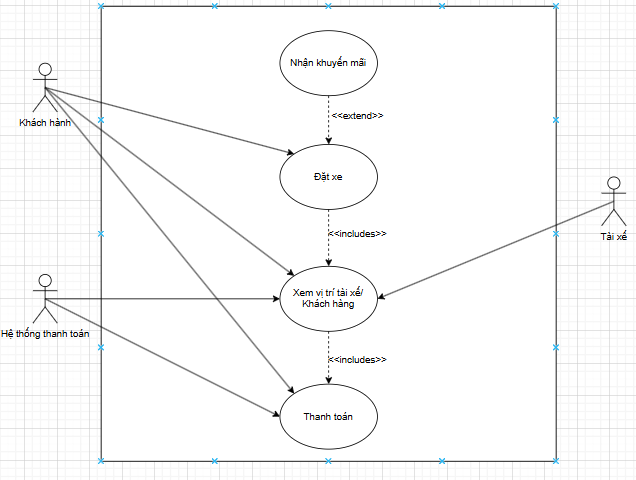 Nhận khuyến mãi
<<extend>>
Khách hành
Đặt xe
<<includes>>
Tài xế
Xem vị trí tài xế/
Khách hàng
Hệ thống thanh toán
<<includes>>
Thanh toán